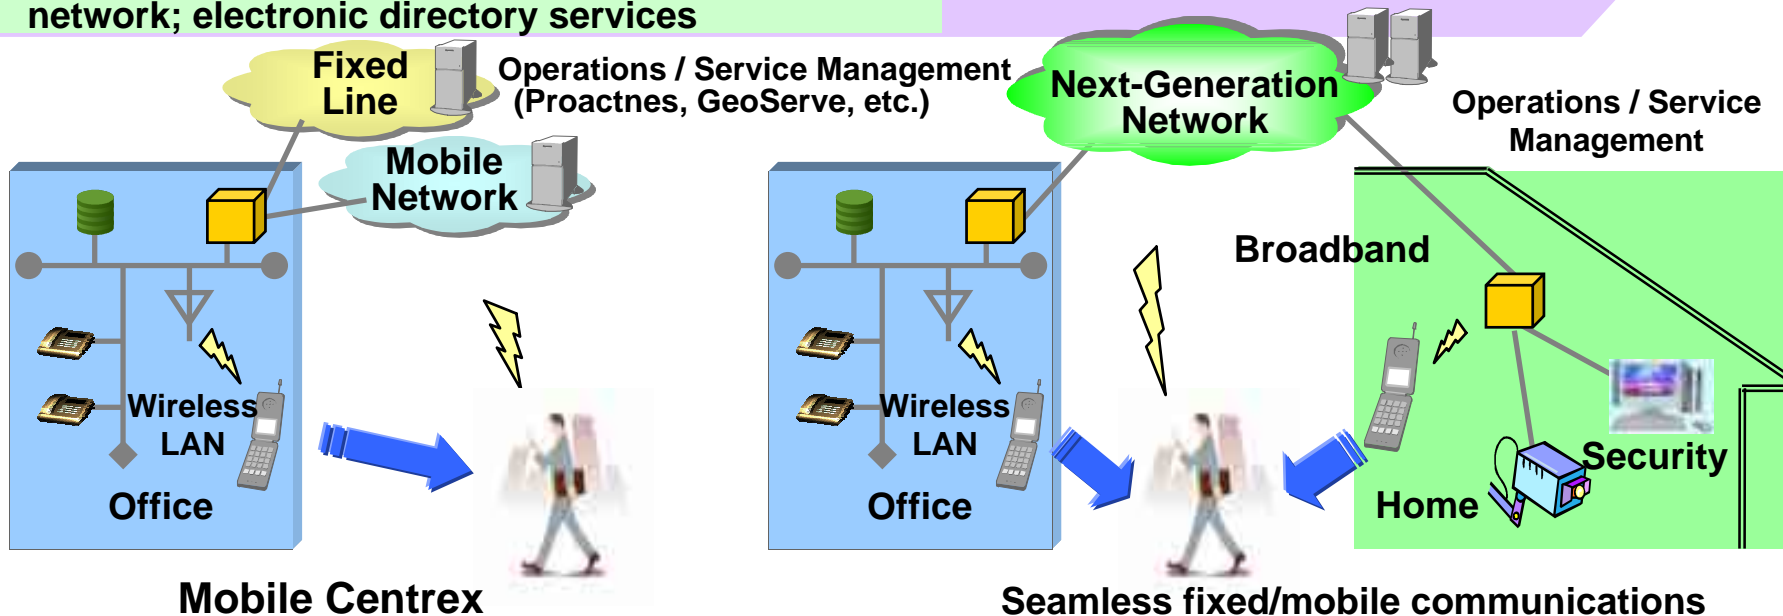 network; electronic directory services
Fixed
Line
Operations / Service Management
(Proactnes, GeoServe, etc.)
Mobile
Network
Wireless
LAN
Office
Mobile Centrex
Next-Generation
Network
Operations / Service
Management
Broadband
Wireless
LAN
Office
Security
Home
Seamless fixed/mobile communications